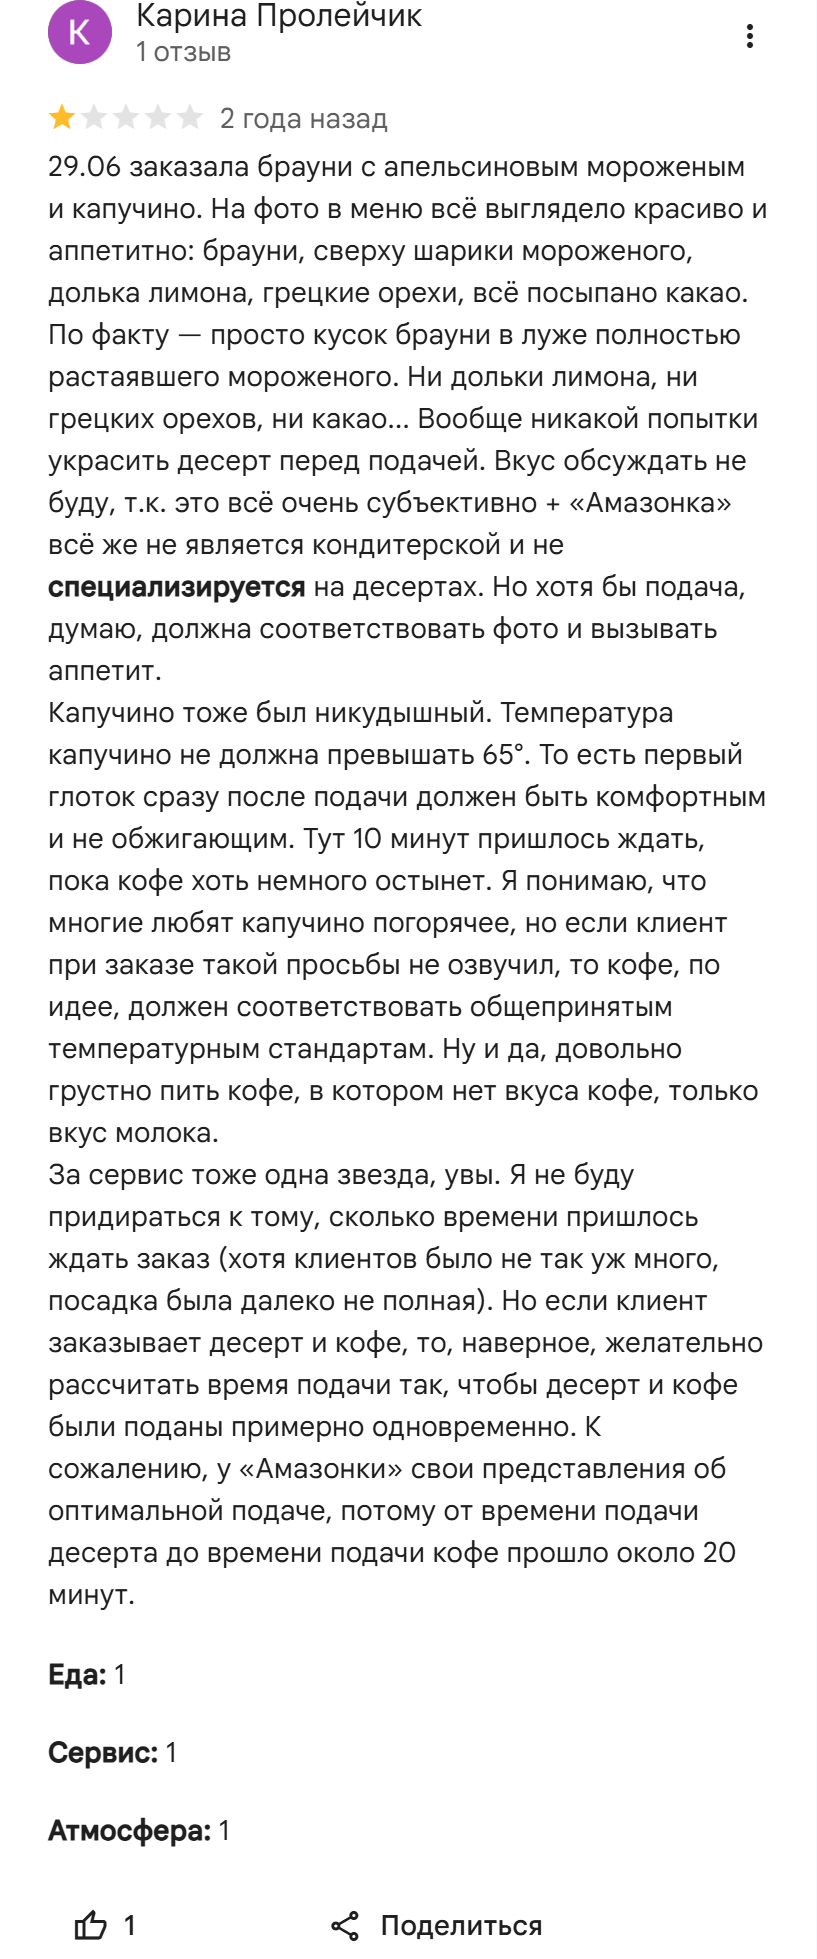 К
Карина Пролейчик
1 отзыв
2 года назад
29.06 заказала брауни с апельсиновым мороженым
и капучино. На фото в меню всё выглядело красиво и
аппетитно: брауни, сверху шарики мороженого,
долька лимона, грецкие орехи, всё посыпано какао.
По факту — просто кусок брауни в луже полностью
растаявшего мороженого. Ни дольки лимона, ни
грецких орехов, ни какао... Вообще никакой попытки
украсить десерт перед подачей. Вкус обсуждать не
буду, т.к. это всё очень субъективно + «Амазонка»
всё же не является кондитерской и не
специализируется на десертах. Но хотя бы подача,
думаю, должна соответствовать фото и вызывать
аппетит.
Капучино тоже был никудышный. Температура
капучино не должна превышать 65°. То есть первый
глоток сразу после подачи должен быть комфортным
и не обжигающим. Тут 10 минут пришлось ждать,
пока кофе хоть немного остынет. Я понимаю, что
многие любят капучино погорячее, но если клиент
при заказе такой просьбы не озвучил, то кофе, по
идее, должен соответствовать общепринятым
температурным стандартам. Ну и да, довольно
грустно пить кофе, в котором нет вкуса кофе, только
вкус молока.
За сервис тоже одна звезда, увы. Я не буду
придираться к тому, сколько времени пришлось
ждать заказ (хотя клиентов было не так уж много,
посадка была далеко не полная). Но если клиент
заказывает десерт и кофе, то, наверное, желательно
рассчитать время подачи так, чтобы десерт и кофе
были поданы примерно одновременно. К
сожалению, у «Амазонки» свои представления об
оптимальной подаче, потому от времени подачи
десерта до времени подачи кофе прошло около 20
минут.
Еда: 1
Сервис: 1
Атмосфера: 1
1 Поделиться